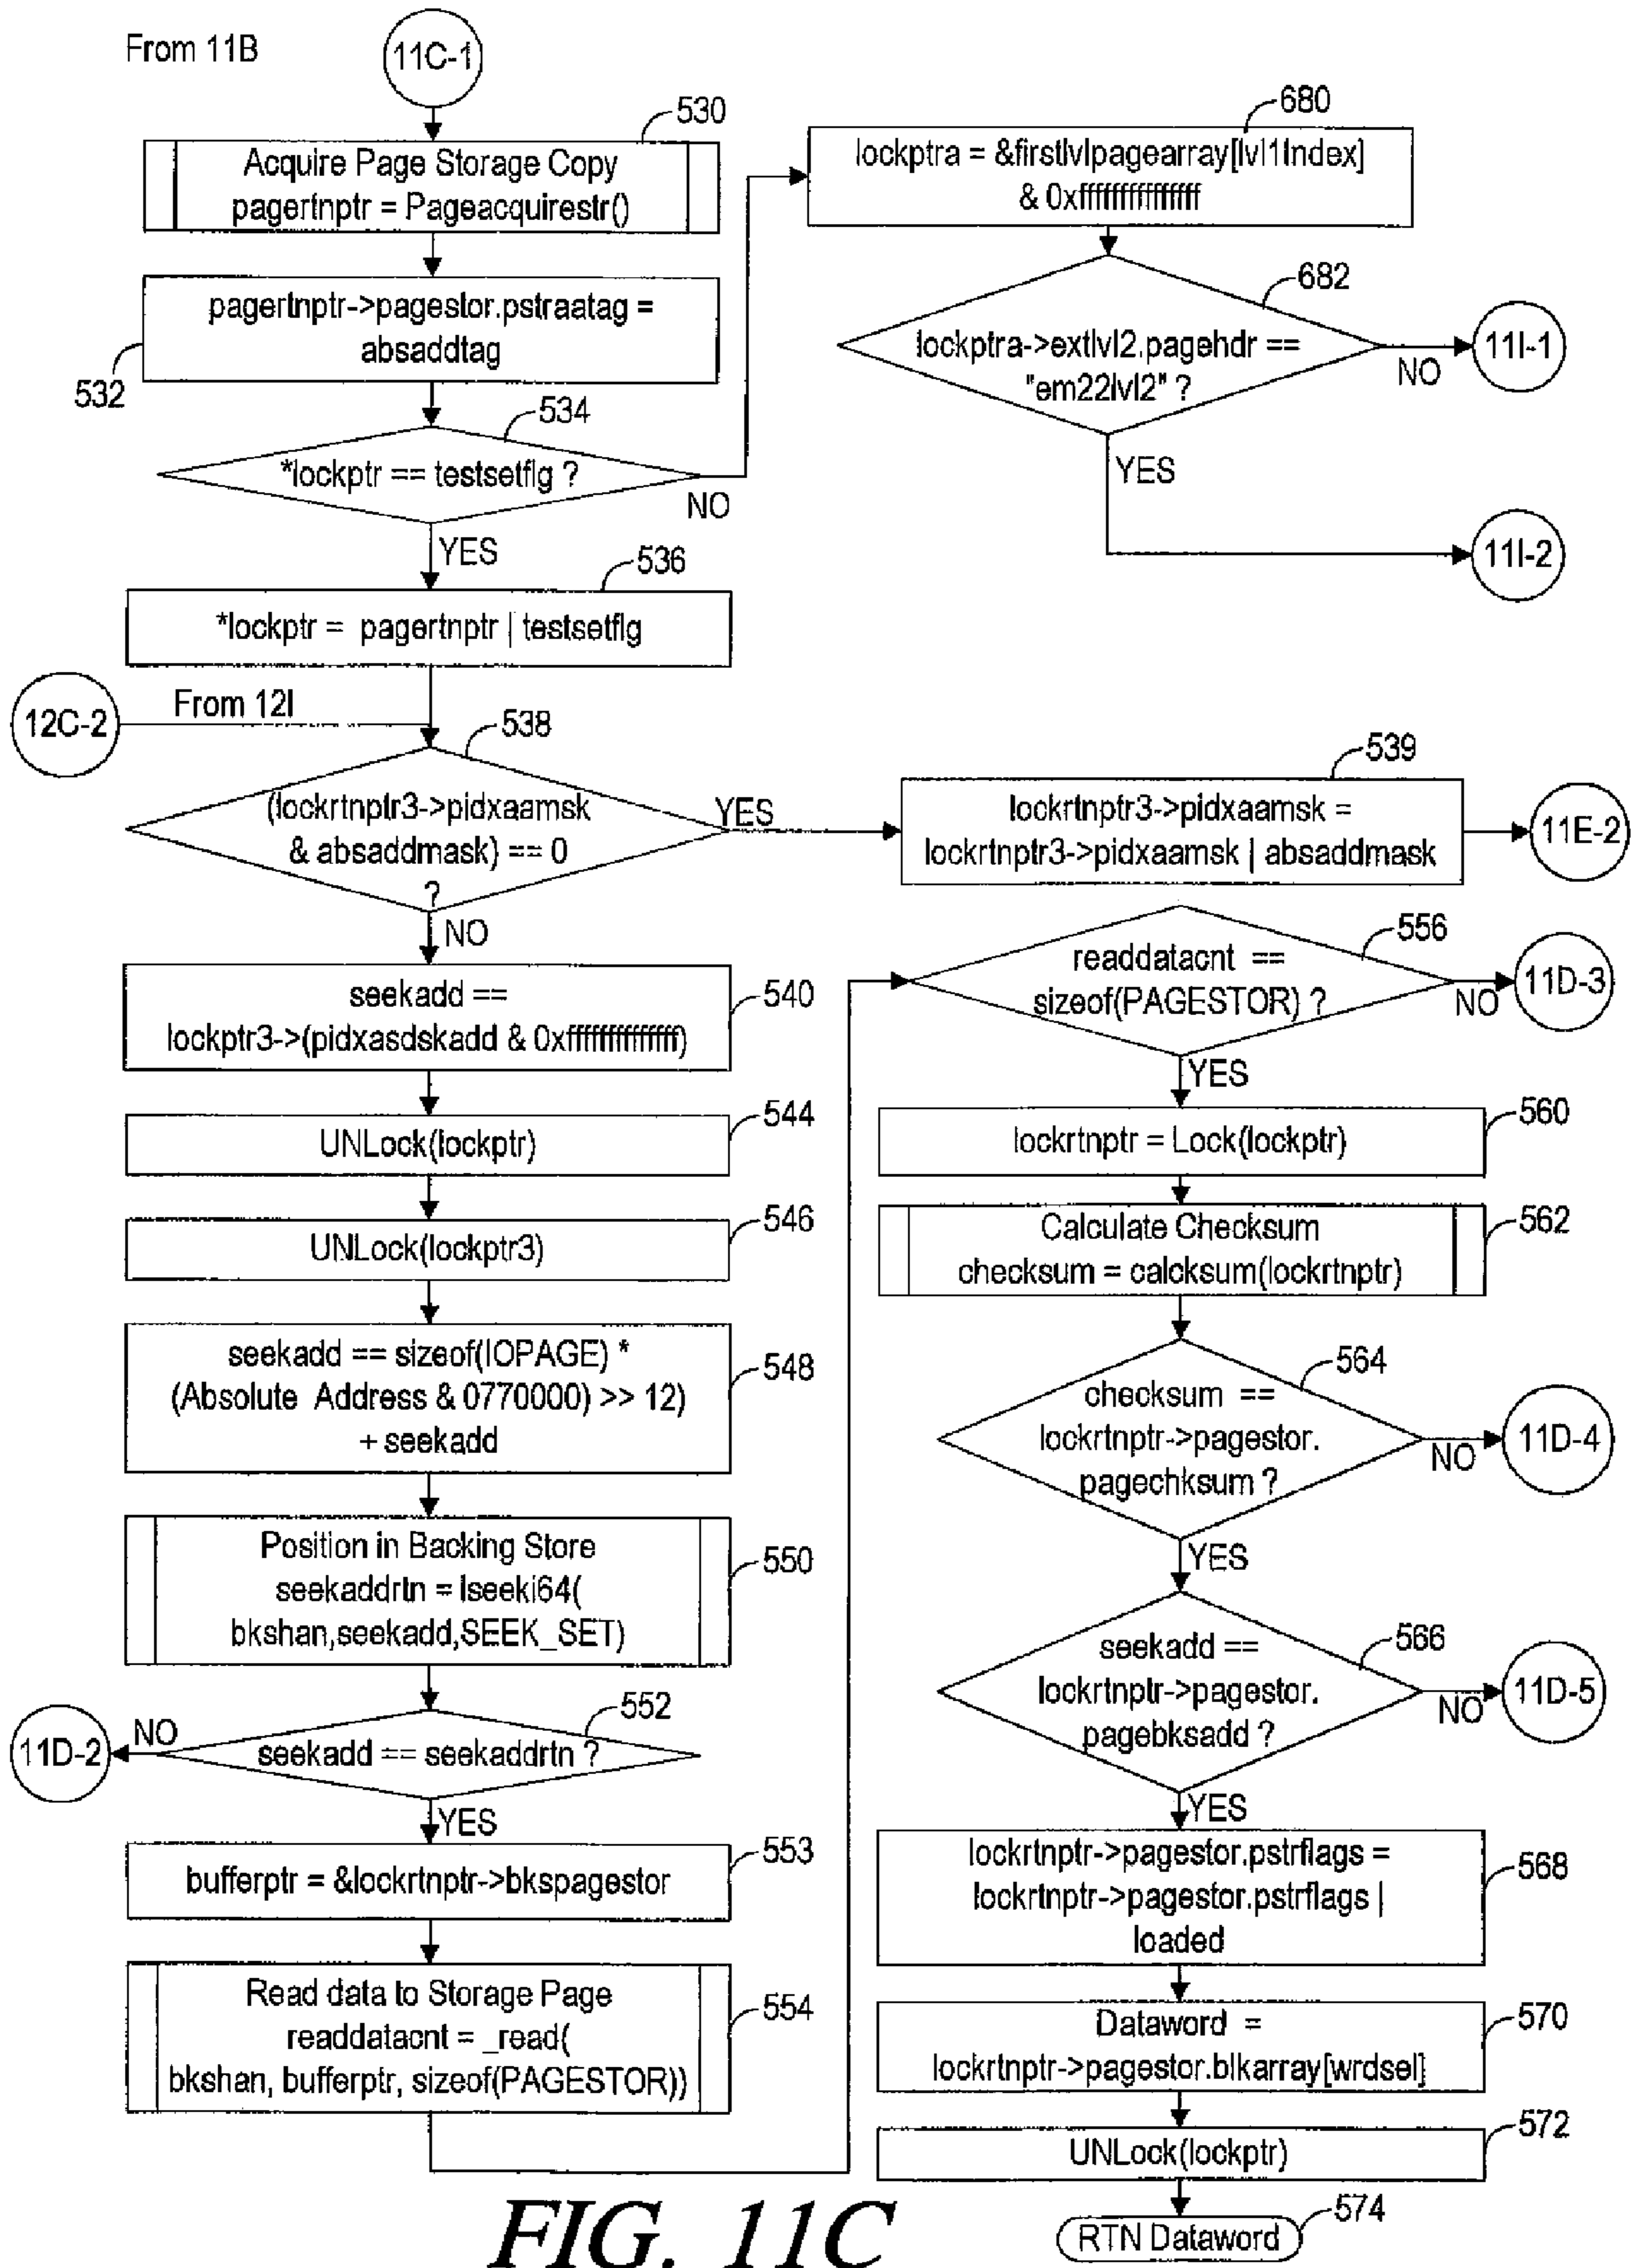 From 11B
11C-1
530
Acquire Page Storage Copy
pagertnptr = Pageacquirestr()
pagertnptr->pagestor.pstraatag =
absaddtag
532
534
*lockptr == testsetflg ?
NO
YES
536
*lockptr = pagertnptr | testsetflg
12C-2
From 12I
538
(lockrtnptr3->pidxaamsk
& absaddmask) == 0
?
YES
NO
seekadd ==
lockptr3->(pidxasdskadd & 0xffffffffffffff)
540
UNLock(lockptr)
544
UNLock(lockptr3)
546
seekadd == sizeof(IOPAGE) *
(Absolute Address & 0770000) >> 12)
+ seekadd
548
Position in Backing Store
seekaddrtn = lseeki64(
bkshan,seekadd,SEEK_SET)
550
552
11D-2
NO
seekadd == seekaddrtn ?
YES
bufferptr = &lockrtnptr->bkspagestor
553
Read data to Storage Page
readdatacnt = _read(
bkshan, bufferptr, sizeof(PAGESTOR))
554
680
lockptra = &firstlvlpagearray[lvl1Index]
& 0xffffffffffffff
682
lockptra->extlvl2.pagehdr ==
"em22lvl2" ?
NO
11I-1
YES
11I-2
539
lockrtnptr3->pidxaamsk =
lockrtnptr3->pidxaamsk | absaddmask
11E-2
556
readdatacnt ==
sizeof(PAGESTOR) ?
NO
11D-3
YES
lockrtnptr = Lock(lockptr)
560
Calculate Checksum
checksum = calcksum(lockrtnptr)
562
564
checksum ==
lockrtnptr->pagestor.
pagechksum ?
NO
11D-4
YES
566
seekadd ==
lockrtnptr->pagestor.
pagebksadd ?
NO
11D-5
YES
lockrtnptr->pagestor.pstrflags =
lockrtnptr->pagestor.pstrflags |
loaded
568
Dataword =
lockrtnptr->pagestor.blkarray[wrdsel]
570
UNLock(lockptr)
572
RTN Dataword
574
FIG. 11C